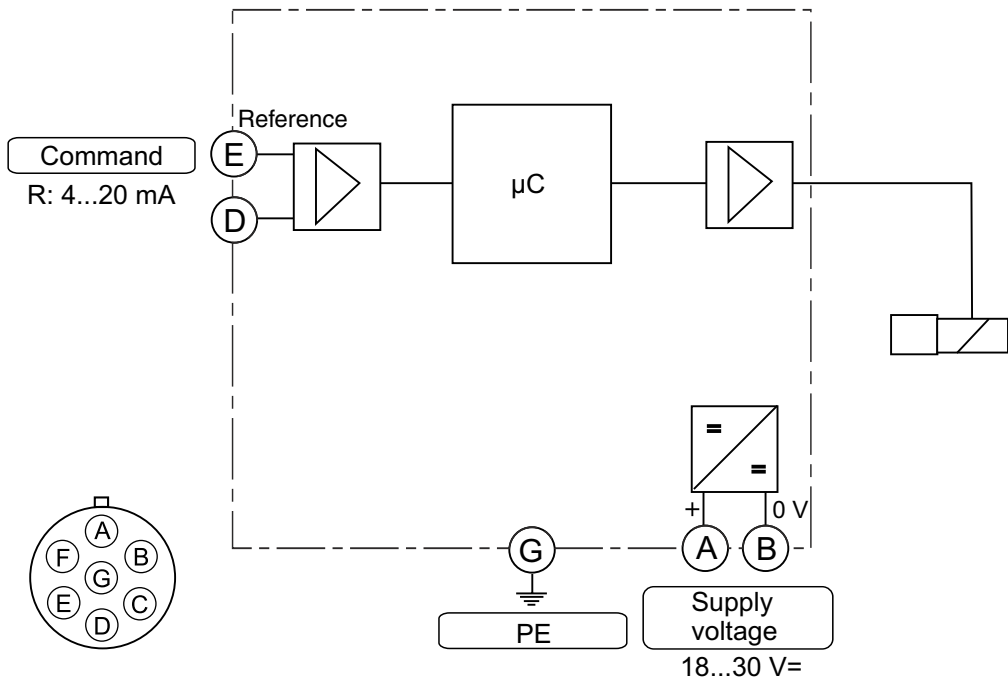 Reference
E
Command
R: 4...20 mA
D
µC
+
0 V
G
A
B
PE
Supply
voltage
18...30 V=
A
F
B
G
E
C
D